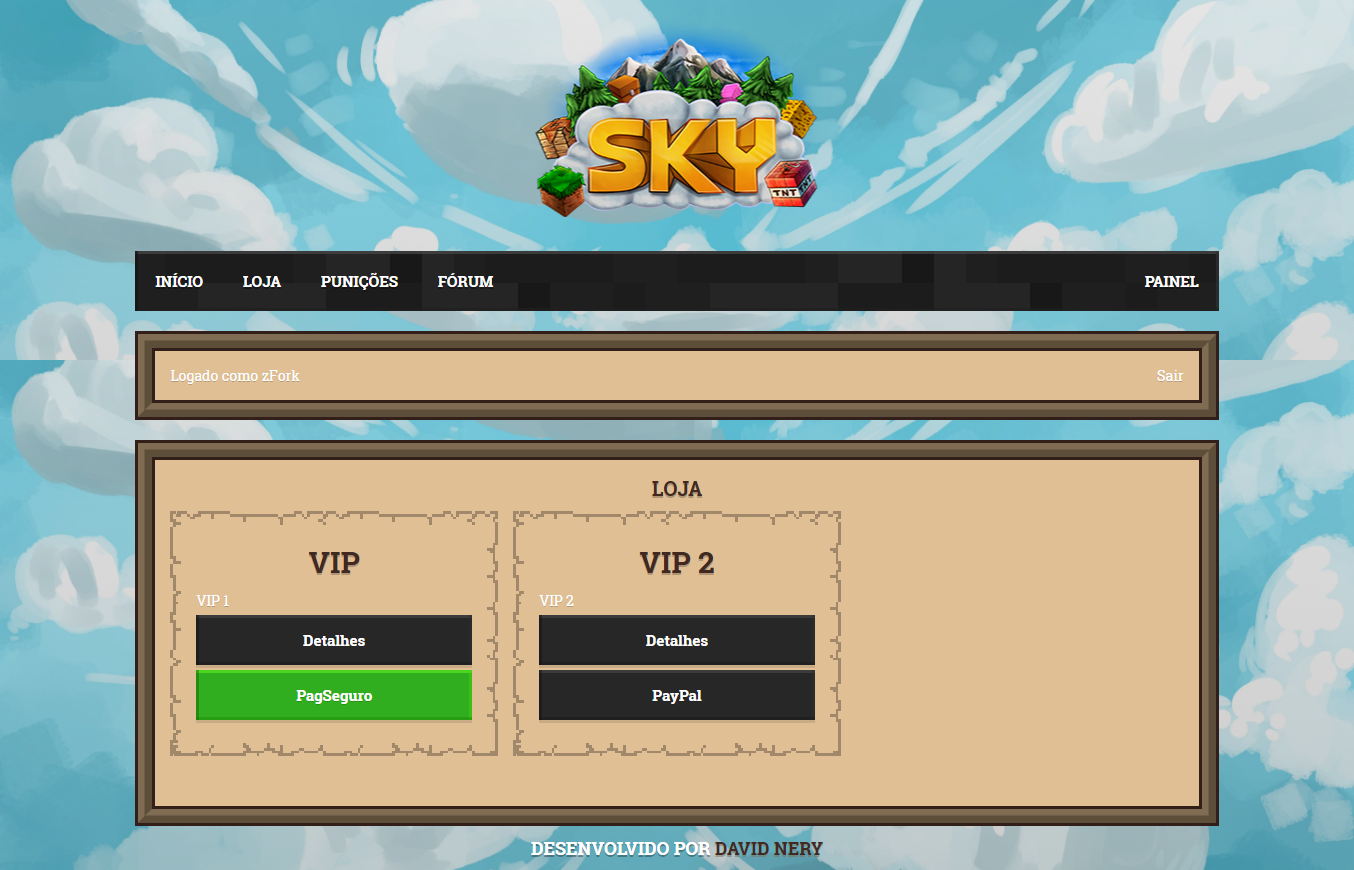 SKY
TNT
TNT
INÍCIO LOJA PUNIÇÕES FÓRUM PAINEL
Logado como zFork Sair
LOJA
VIP VIP 2
VIP 1 VIP 2
Detalhes Detalhes
PagSeguro PayPal
DESENVOLVIDO POR DAVID NERY